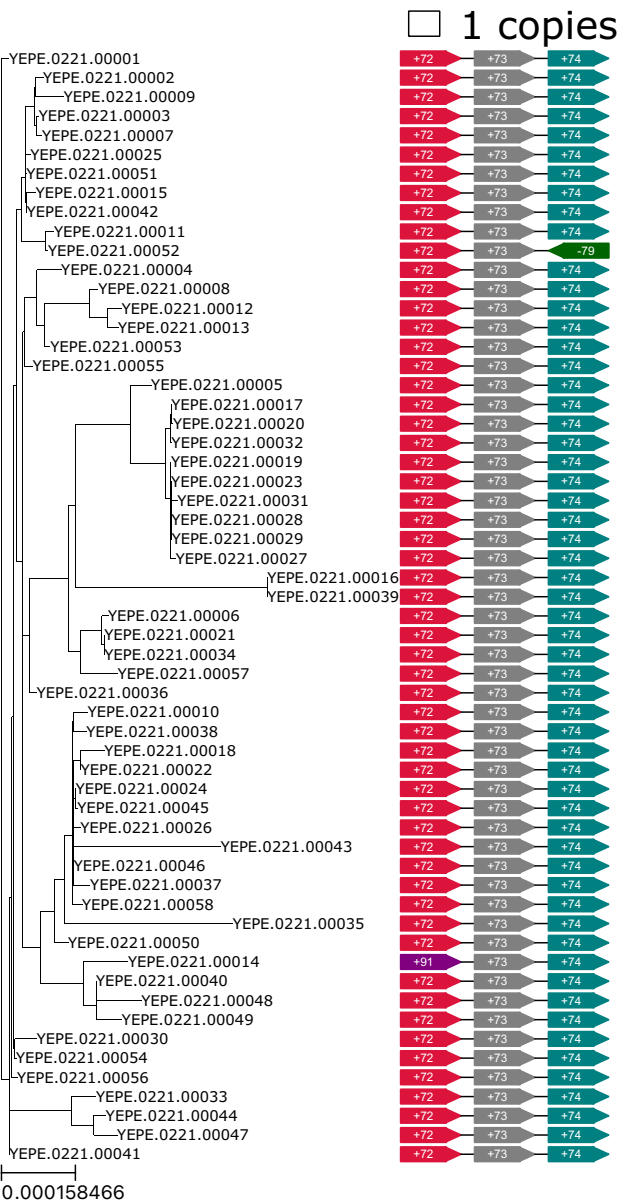 1 copies
YEPE.0221.00001 +72 +73 +74
YEPE.0221.00002 +72 +73 +74
YEPE.0221.00009 +72 +73 +74
YEPE.0221.00003 +72 +73 +74
YEPE.0221.00007 +72 +73 +74
YEPE.0221.00025 +72 +73 +74
YEPE.0221.00051 +72 +73 +74
YEPE.0221.00015 +72 +73 +74
YEPE.0221.00042 +72 +73 +74
YEPE.0221.00011 +72 +73 +74
YEPE.0221.00052 +72 +73 -79
YEPE.0221.00004 +72 +73 +74
YEPE.0221.00008 +72 +73 +74
YEPE.0221.00012 +72 +73 +74
YEPE.0221.00013 +72 +73 +74
YEPE.0221.00053 +72 +73 +74
YEPE.0221.00055 +72 +73 +74
YEPE.0221.00005 +72 +73 +74
YEPE.0221.00017 +72 +73 +74
YEPE.0221.00020 +72 +73 +74
YEPE.0221.00032 +72 +73 +74
YEPE.0221.00019 +72 +73 +74
YEPE.0221.00023 +72 +73 +74
YEPE.0221.00031 +72 +73 +74
YEPE.0221.00028 +72 +73 +74
YEPE.0221.00029 +72 +73 +74
YEPE.0221.00027 +72 +73 +74
YEPE.0221.00016 +72 +73 +74
YEPE.0221.00039 +72 +73 +74
YEPE.0221.00006 +72 +73 +74
YEPE.0221.00021 +72 +73 +74
YEPE.0221.00034 +72 +73 +74
YEPE.0221.00057 +72 +73 +74
YEPE.0221.00036 +72 +73 +74
YEPE.0221.00010 +72 +73 +74
YEPE.0221.00038 +72 +73 +74
YEPE.0221.00018 +72 +73 +74
YEPE.0221.00022 +72 +73 +74
YEPE.0221.00024 +72 +73 +74
YEPE.0221.00045 +72 +73 +74
YEPE.0221.00026 +72 +73 +74
YEPE.0221.00043 +72 +73 +74
YEPE.0221.00046 +72 +73 +74
YEPE.0221.00037 +72 +73 +74
YEPE.0221.00058 +72 +73 +74
YEPE.0221.00035 +72 +73 +74
YEPE.0221.00050 +72 +73 +74
YEPE.0221.00014 +91 +73 +74
YEPE.0221.00040 +72 +73 +74
YEPE.0221.00048 +72 +73 +74
YEPE.0221.00049 +72 +73 +74
YEPE.0221.00030 +72 +73 +74
YEPE.0221.00054 +72 +73 +74
YEPE.0221.00056 +72 +73 +74
YEPE.0221.00033 +72 +73 +74
YEPE.0221.00044 +72 +73 +74
YEPE.0221.00047 +72 +73 +74
YEPE.0221.00041 +72 +73 +74
0.000158466